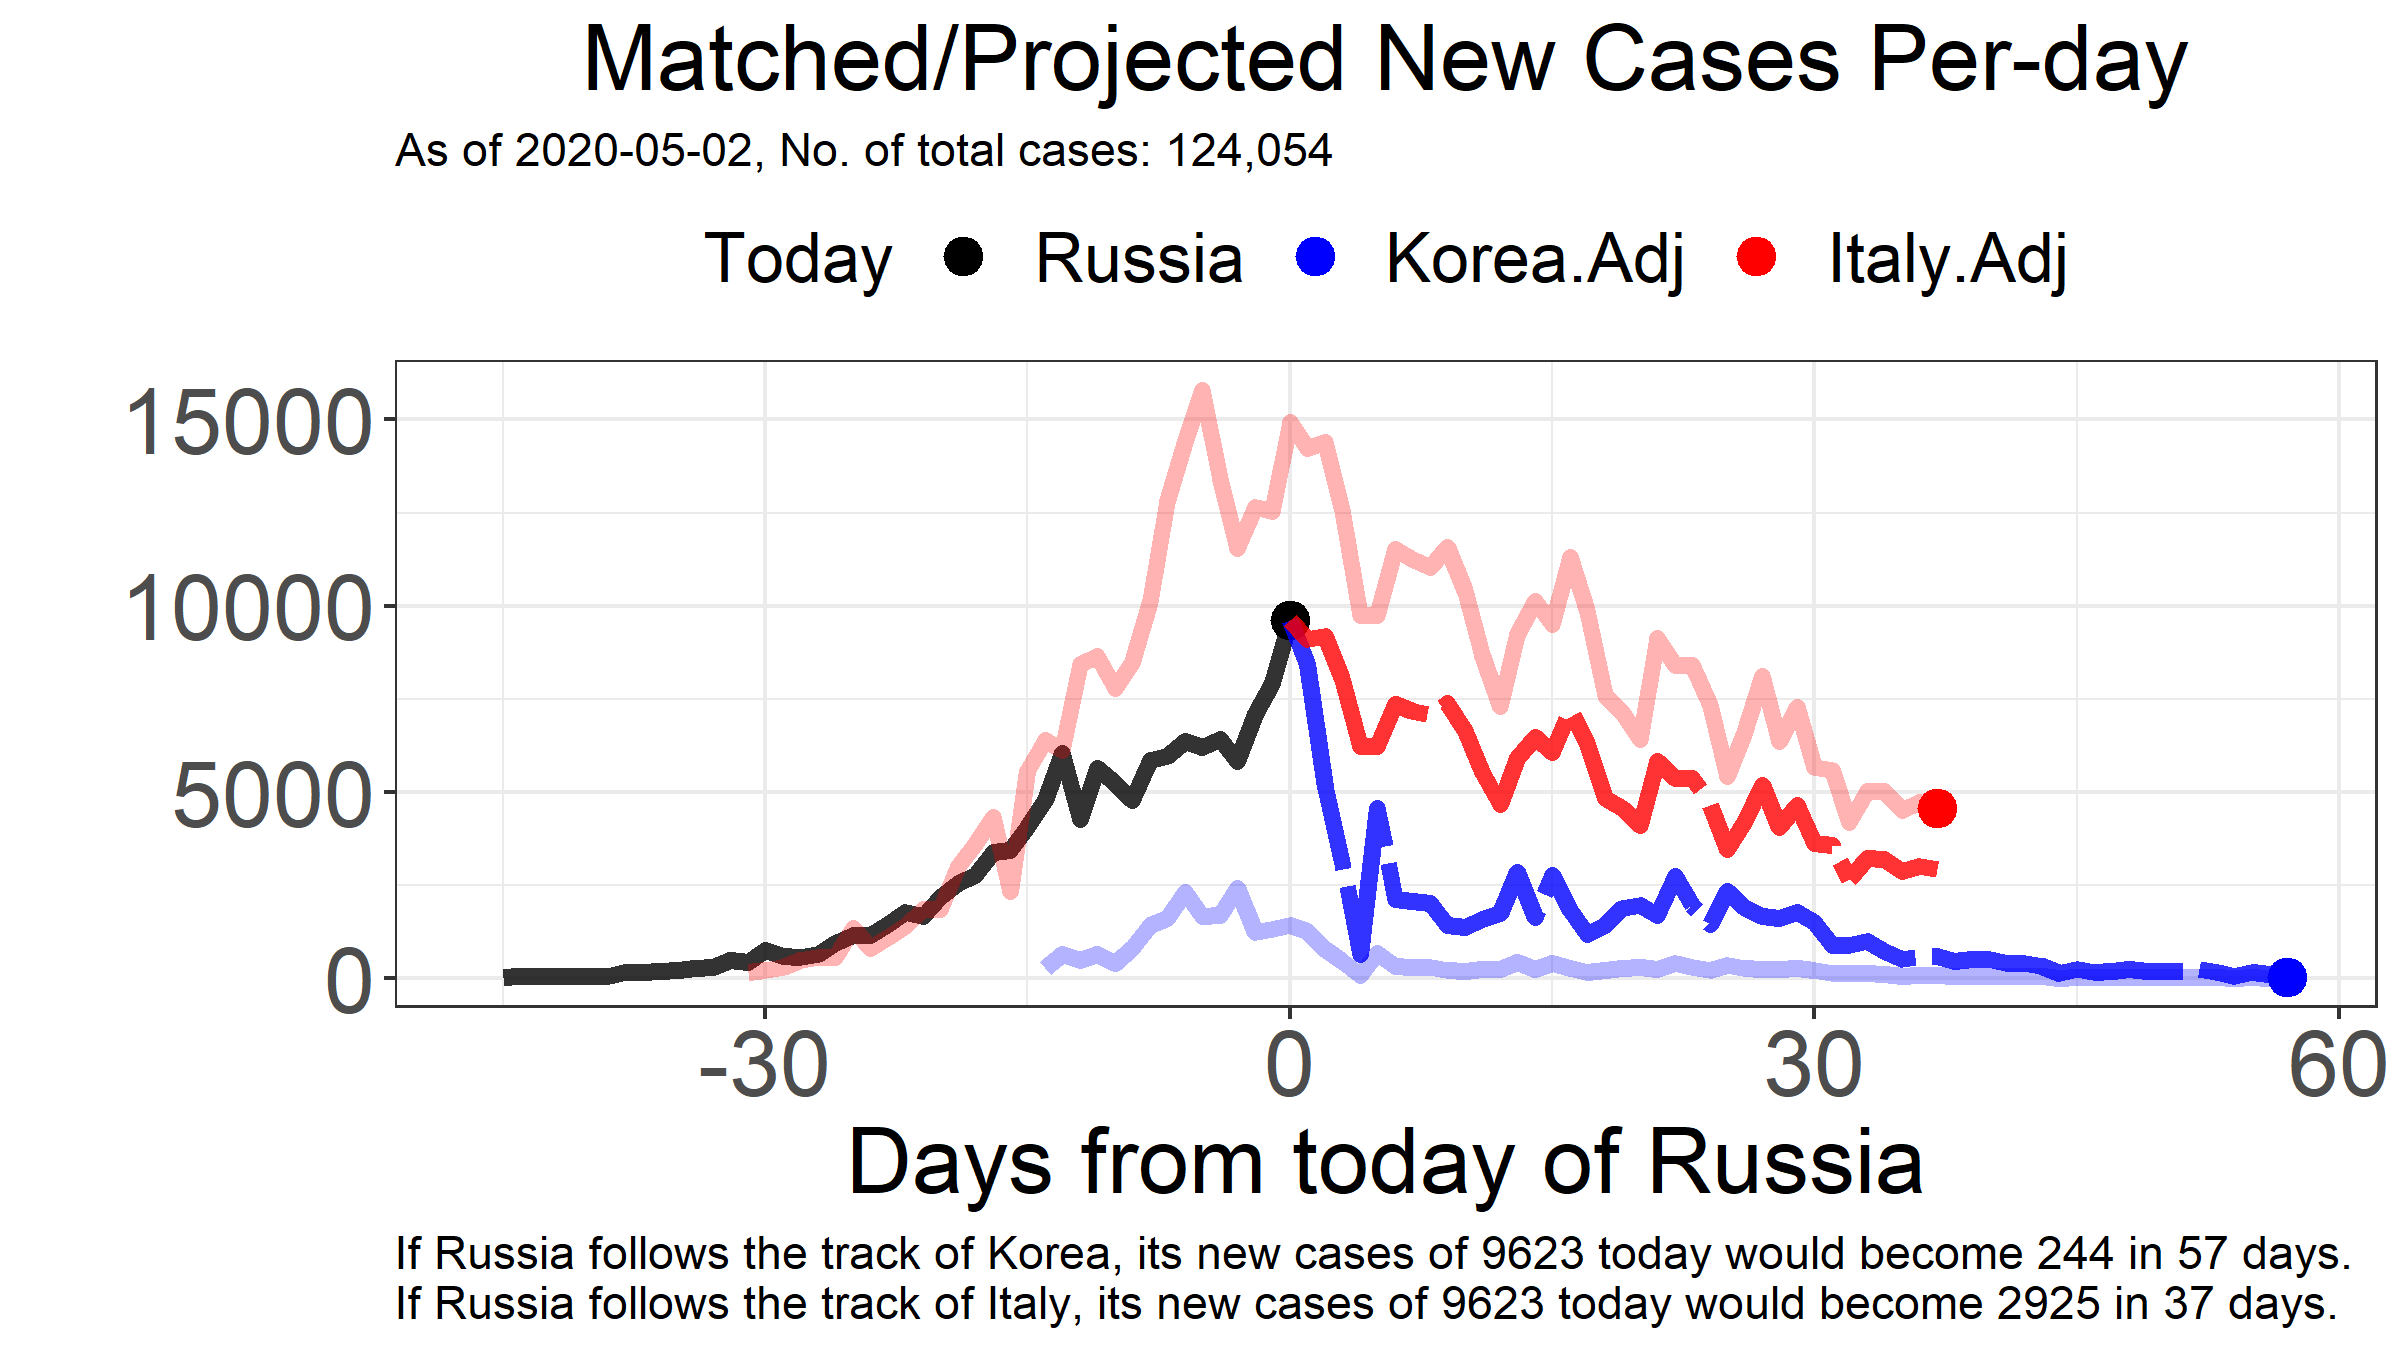 Matched/Projected New Cases Per-day
As of 2020-05-02, No. of total cases: 124,054
Today Russia Korea.Adj Italy.Adj
15000
10000
5000
0
-30 0 30 60
Days from today of Russia
If Russia follows the track of Korea, its new cases of 9623 today would become 244 in 57 days.
If Russia follows the track of Italy, its new cases of 9623 today would become 2925 in 37 days.